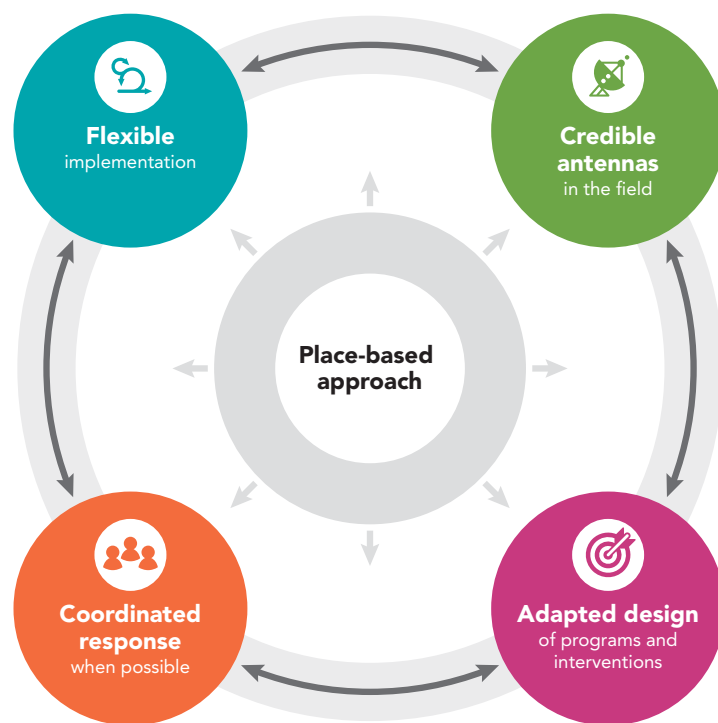 Flexible
implementation
Credible
antennas
in the field
Place-based
approach
Coordinated
response
when possible
Adapted design
of programs and
interventions